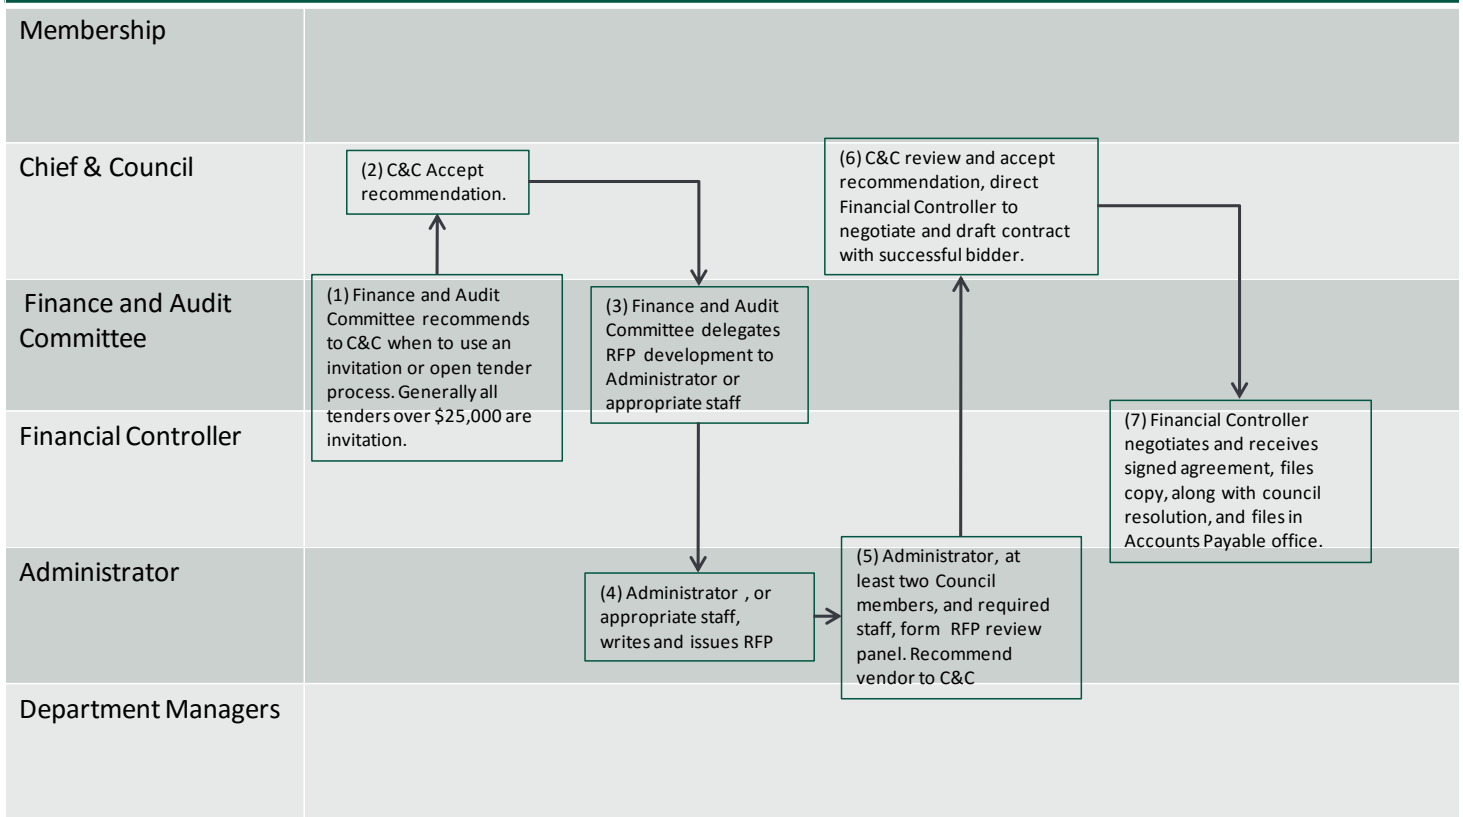 Membership
Chief & Council
(2) C&C Accept
recommendation.
(6) C&C review and accept
recommendation, direct
Financial Controller to
negotiate and draft contract
with successful bidder.
Finance and Audit
Committee
(1) Finance and Audit
Committee recommends
to C&C when to use an
invitation or open tender
process. Generally all
tenders over $25,000 are
invitation.
(3) Finance and Audit
Committee delegates
RFP development to
Administrator or
appropriate staff
Financial Controller
(7) Financial Controller
negotiates and receives
signed agreement, files
copy, along with council
resolution, and files in
Accounts Payable office.
Administrator
(4) Administrator , or
appropriate staff,
writes and issues RFP
(5) Administrator, at
least two Council
members, and required
staff, form RFP review
panel. Recommend
vendor to C&C
Department Managers